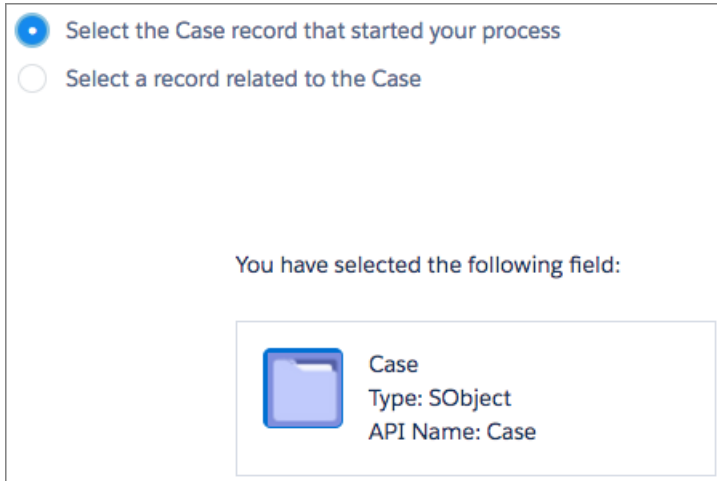 Select the Case record that started your process
Select a record related to the Case
You have selected the following field:
Case
Type: SObject
API Name: Case